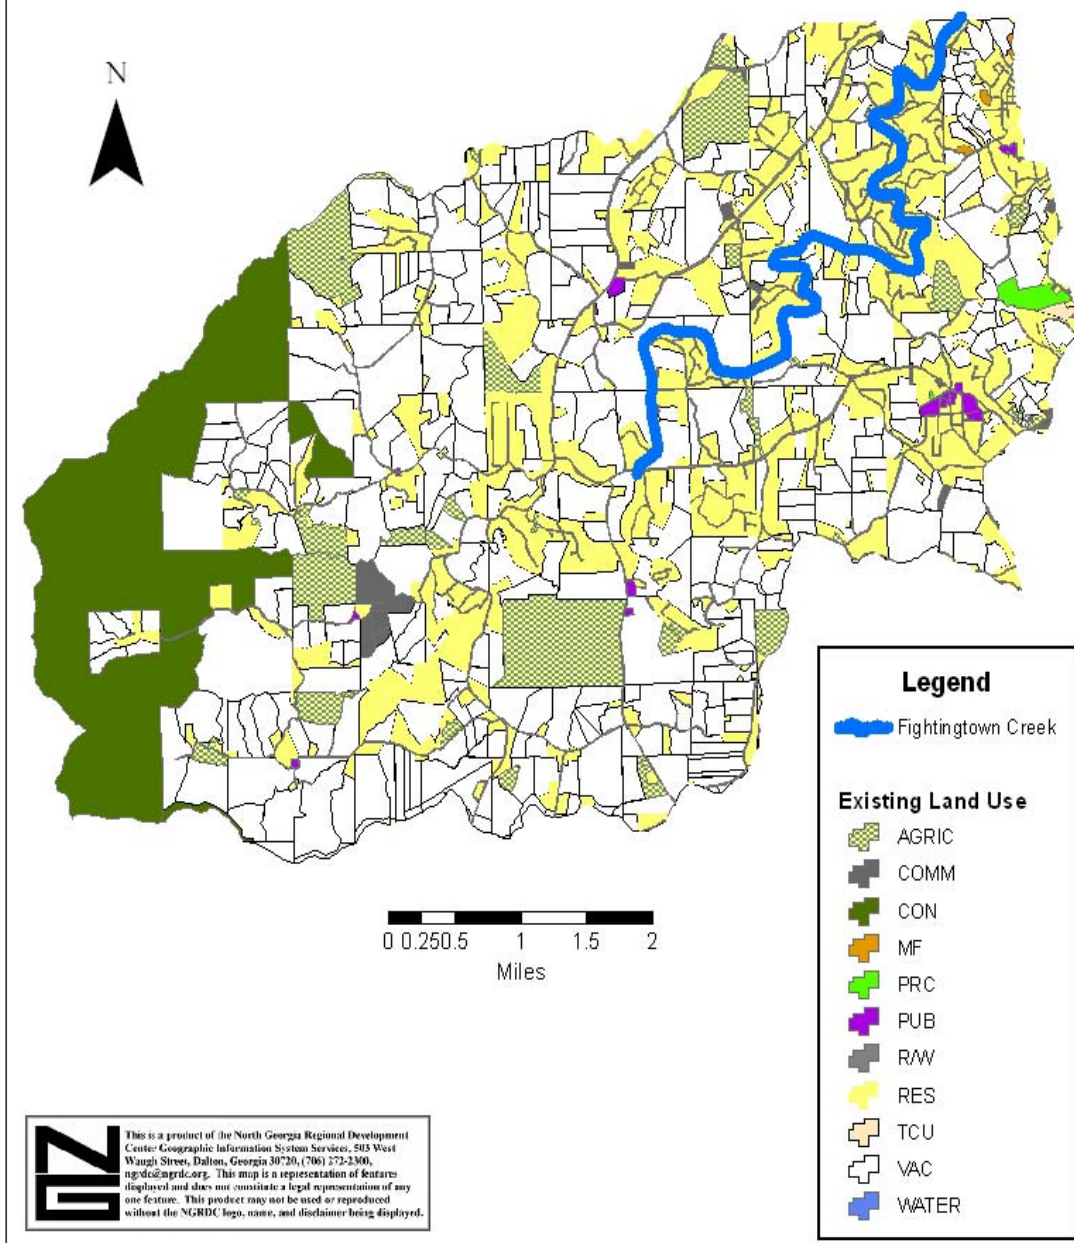 N
Legend
Fightingtown Creek
Existing Land Use
AGRIC
COMM
CON
MF
PRC
PUB
R/W
RES
TCU
VAC
WATER
0 0.25 0.5 1 1.5 2
Miles
NG
This is a product of the North Georgia Regional Development
Center Geographic Information System Services, 503 West
Waugh Street, Dalton, Georgia 30720, (706) 272-2300,
ngrdc@ngrdc.org. This map is a representation of features
displayed and does not constitute a legal representation of any
one feature. This product may not be used or reproduced
without the NGRDC logo, name, and disclaimer being displayed.